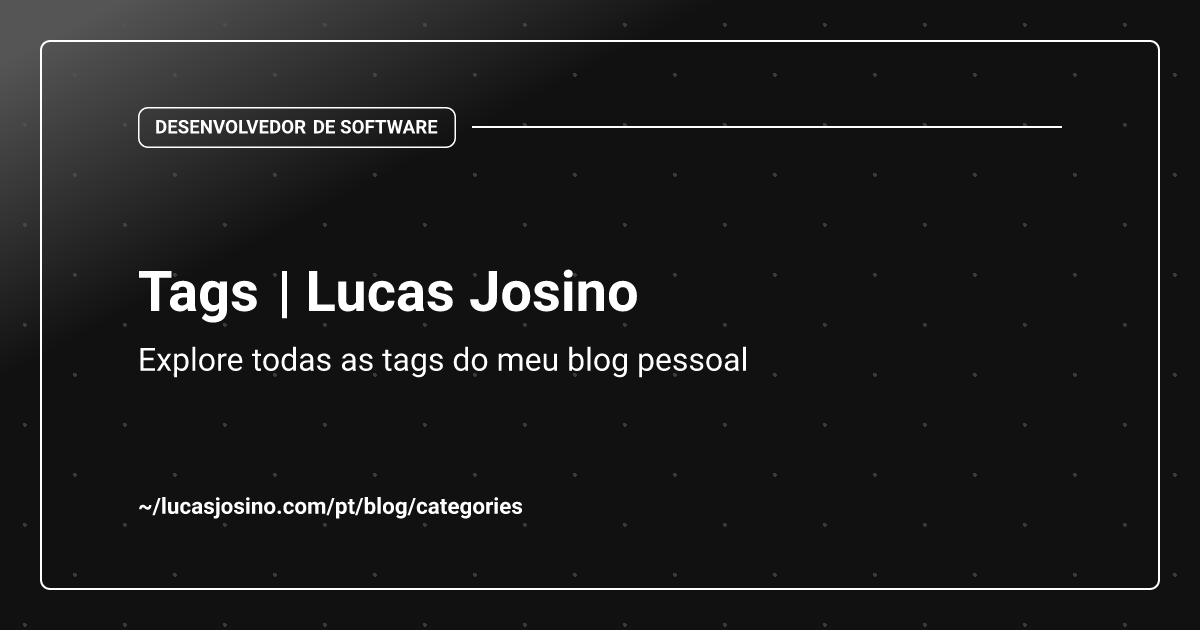 DESENVOLVEDOR DE SOFTWARE
Tags | Lucas Josino
Explore todas as tags do meu blog pessoal
~/lucasjosino.com/pt/blog/categories